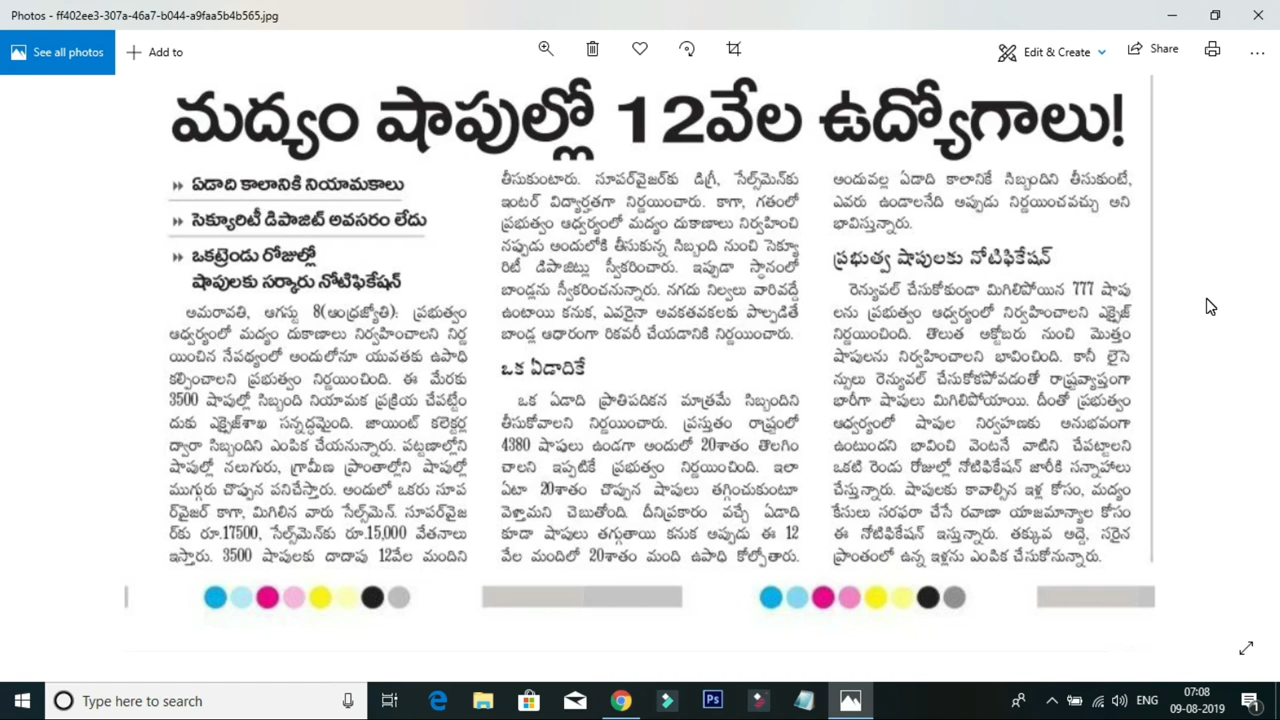 Photos - ff402ee3-307a-46a7-b044-a9faa5b4b565.jpg
See all photos
Add to
Edit & Create
Share
మద్యం షాపుల్లో 12వేల ఉద్యోగాలు!
ఏడాది కాలానికి నియామకాలు
సెక్యూరిటీ డిపాజిట్ అవసరం లేదు
ఒకట్రెండు రోజుల్లో
షాపులకు సర్కారు నోటిఫికేషన్
అమరావతి, ఆగస్టు 8(ఆంధ్రజ్యోతి): ప్రభుత్వం
ఆధ్వర్యంలో మద్యం దుకాణాలు నిర్వహించాలని నిర్ణ
యించిన నేపథ్యంలో అందులోనూ యువతకు ఉపాధి
కల్పించాలని ప్రభుత్వం నిర్ణయించింది. ఈ మేరకు
3500 షాపుల్లో సిబ్బంది నియామక ప్రక్రియ చేపట్టేం
దుకు ఎక్సైజ్‌శాఖ సన్నద్ధమైంది. జాయింట్ కలెక్టర్ల
ద్వారా సిబ్బందిని ఎంపిక చేయనున్నారు. పట్టణాల్లోని
షాపుల్లో నలుగురు, గ్రామీణ ప్రాంతాల్లోని షాపుల్లో
ముగ్గురు చొప్పున పనిచేస్తారు. అందులో ఒకరు సూప
ర్‌వైజర్ కాగా, మిగిలిన వారు సేల్స్‌మెన్. సూపర్‌వైజ
ర్‌కు రూ.17500, సేల్స్‌మెన్‌కు రూ.15,000 వేతనాలు
ఇస్తారు. 3500 షాపులకు దాదాపు 12వేల మందిని
తీసుకుంటారు. సూపర్‌వైజర్‌కు డిగ్రీ, సేల్స్‌మెన్‌కు
ఇంటర్ విద్యార్హతగా నిర్ణయించారు. కాగా, గతంలో
ప్రభుత్వం ఆధ్వర్యంలో మద్యం దుకాణాలు నిర్వహించి
నప్పుడు అందులోకి తీసుకున్న సిబ్బంది నుంచి సెక్యూ
రిటీ డిపాజిట్లు స్వీకరించారు. ఇప్పుడా స్థానంలో
బాండ్లను స్వీకరించనున్నారు. నగదు నిల్వలు వారివద్దే
ఉంటాయి కనుక, ఎవరైనా అవకతవకలకు పాల్పడితే
బాండ్ల ఆధారంగా రికవరీ చేయడానికి నిర్ణయించారు.
ఒక ఏడాదికే
ఒక ఏడాది ప్రాతిపదికన మాత్రమే సిబ్బందిని
తీసుకోవాలని నిర్ణయించారు. ప్రస్తుతం రాష్ట్రంలో
4380 షాపులు ఉండగా అందులో 20శాతం తొలగిం
చాలని ఇప్పటికే ప్రభుత్వం నిర్ణయించింది. ఇలా
ఏటా 20శాతం చొప్పున షాపులు తగ్గించుకుంటూ
వెళ్తామని చెబుతోంది. దీనిప్రకారం వచ్చే ఏడాది
కూడా షాపులు తగ్గుతాయి కనుక అప్పుడు ఈ 12
వేల మందిలో 20శాతం మంది ఉపాధి కోల్పోతారు.
అందువల్ల ఏడాది కాలానికే సిబ్బందిని తీసుకుంటే,
ఎవరు ఉండాలనేది అప్పుడు నిర్ణయించవచ్చు అని
భావిస్తున్నారు.
ప్రభుత్వ షాపులకు నోటిఫికేషన్
రెన్యువల్ చేసుకోకుండా మిగిలిపోయిన 777 షాపు
లను ప్రభుత్వం ఆధ్వర్యంలో నిర్వహించాలని ఎక్సైజ్
నిర్ణయించింది. తొలుత అక్టోబరు నుంచి మొత్తం
షాపులను నిర్వహించాలని భావించింది. కానీ లైసె
న్సులు రెన్యువల్ చేసుకోకపోవడంతో రాష్ట్రవ్యాప్తంగా
భారీగా షాపులు మిగిలిపోయాయి. దీంతో ప్రభుత్వం
ఆధ్వర్యంలో షాపుల నిర్వహణకు అనుభవంగా
ఉంటుందని భావించి వెంటనే వాటిని చేపట్టాలని
ఒకటి రెండు రోజుల్లో నోటిఫికేషన్ జారీకి సన్నాహాలు
చేస్తున్నారు. షాపులకు కావాల్సిన ఇళ్ల కోసం, మద్యం
కేసులు సరఫరా చేసే రవాణా యాజమాన్యాల కోసం
ఈ నోటిఫికేషన్ ఇస్తున్నారు. తక్కువ అద్దె, సరైన
ప్రాంతంలో ఉన్న ఇళ్లను ఎంపిక చేసుకోనున్నారు.
Type here to search
Ps
ENG
07:08
09-08-2019
1